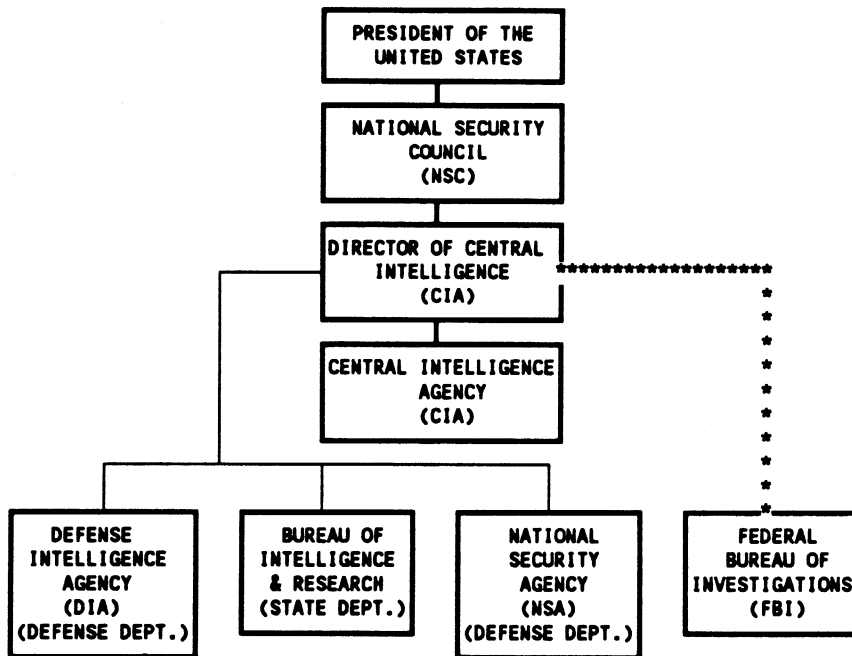 PRESIDENT OF THE
UNITED STATES
NATIONAL SECURITY
COUNCIL
(NSC)
DIRECTOR OF CENTRAL
INTELLIGENCE
(CIA)
CENTRAL INTELLIGENCE
AGENCY
(CIA)
DEFENSE
INTELLIGENCE
AGENCY
(DIA)
(DEFENSE DEPT.)
BUREAU OF
INTELLIGENCE
& RESEARCH
(STATE DEPT.)
NATIONAL
SECURITY
AGENCY
(NSA)
(DEFENSE DEPT.)
FEDERAL
BUREAU OF
INVESTIGATIONS
(FBI)